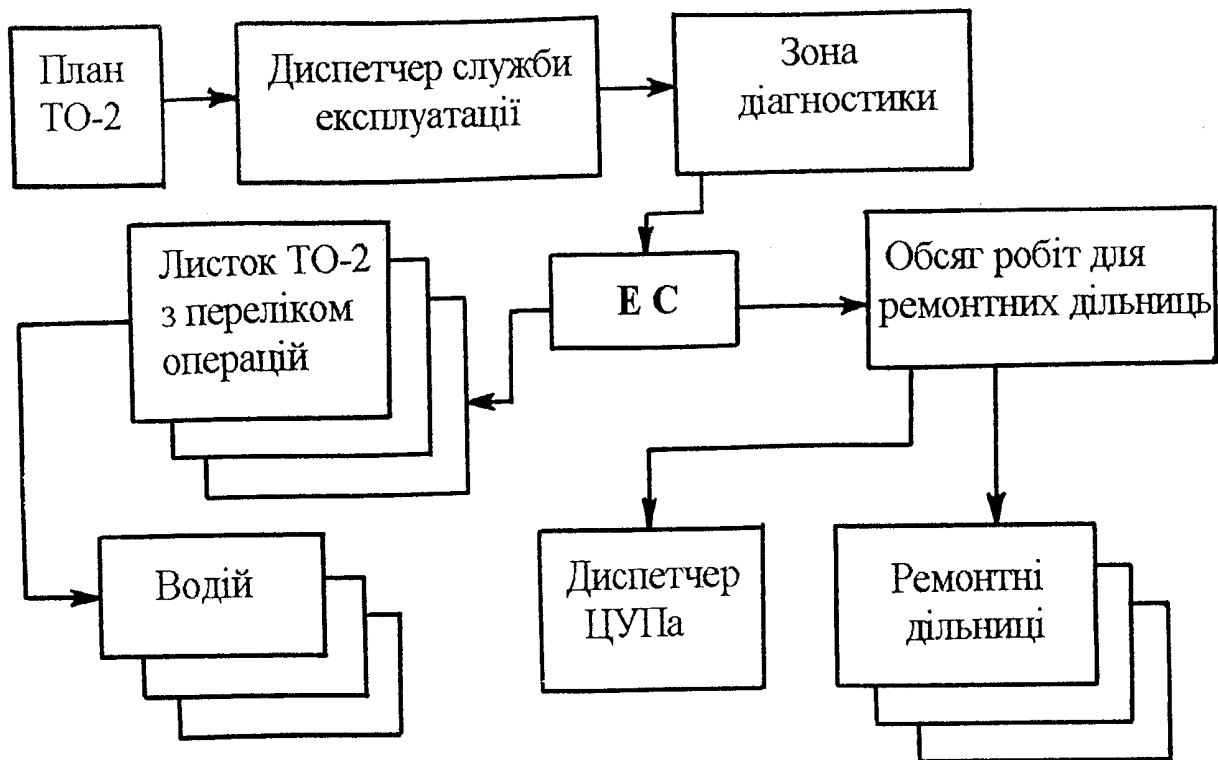 План
ТО-2
Диспетчер служби
експлуатації
Зона
діагностики
Листок ТО-2
з переліком
операцій
Е С
Обсяг робіт для
ремонтних дільниць
Водій
Диспетчер
ЦУПа
Ремонтні
дільниці